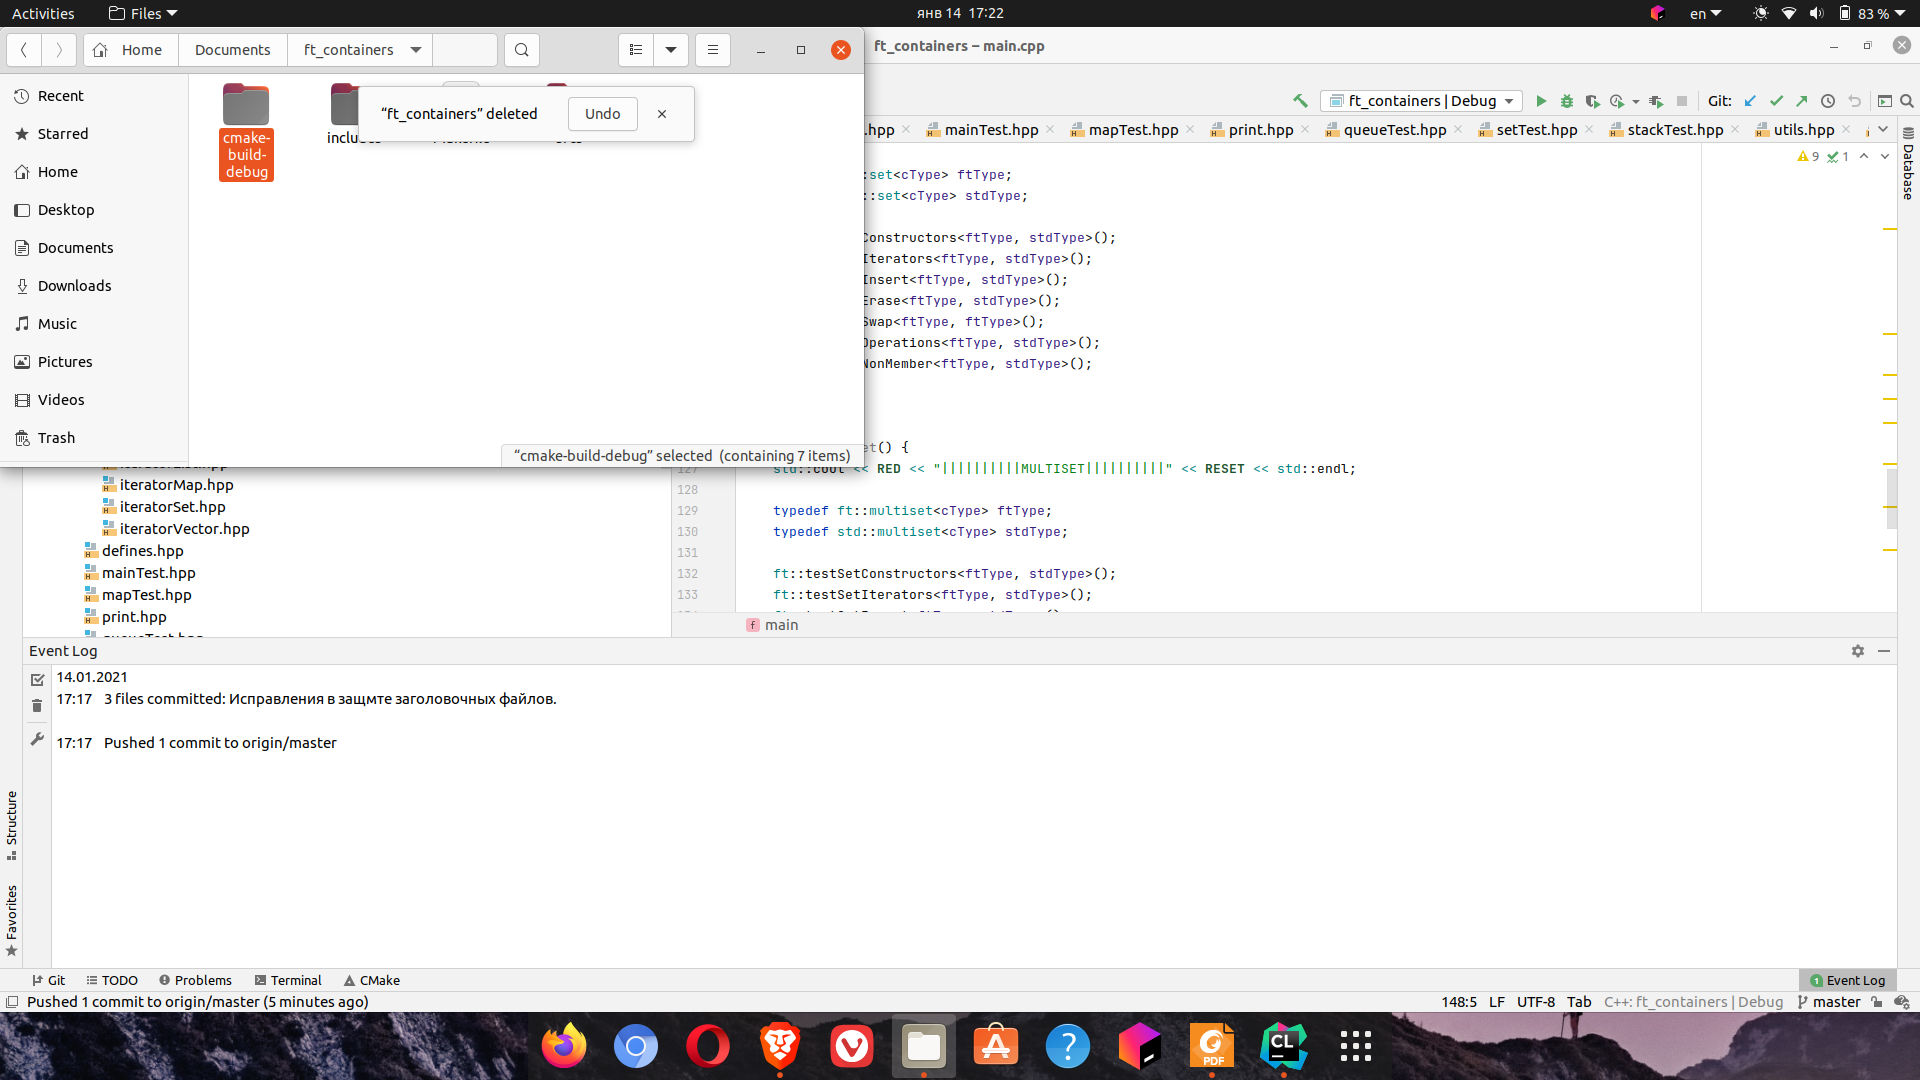 Activities
Files
янв 14 17:22
en
83 %
Home
Documents
ft_containers
“ft_containers” deleted
Undo
cmake-
build-
debug
Recent
Starred
Home
Desktop
Documents
Downloads
Music
Pictures
Videos
Trash
“cmake-build-debug” selected (containing 7 items)
ft_containers – main.cpp
ft_containers | Debug
Git:
.hpp
mainTest.hpp
mapTest.hpp
print.hpp
queueTest.hpp
setTest.hpp
stackTest.hpp
utils.hpp
9
1
Database
:set<cType> ftType;
::set<cType> stdType;
Constructors<ftType, stdType>();
Iterators<ftType, stdType>();
Insert<ftType, stdType>();
Erase<ftType, stdType>();
Swap<ftType, ftType>();
Operations<ftType, stdType>();
NonMember<ftType, stdType>();
et() {
127 std::cout << RED << "||||||||||MULTISET||||||||||" << RESET << std::endl;
128
129 typedef ft::multiset<cType> ftType;
130 typedef std::multiset<cType> stdType;
131
132 ft::testSetConstructors<ftType, stdType>();
133 ft::testSetIterators<ftType, stdType>();
main
iteratorMap.hpp
iteratorSet.hpp
iteratorVector.hpp
defines.hpp
mainTest.hpp
mapTest.hpp
print.hpp
queueTest.hpp
Event Log
14.01.2021
17:17 3 files committed: Исправления в защмте заголовочных файлов.
17:17 Pushed 1 commit to origin/master
Structure
Favorites
Git
TODO
Problems
Terminal
CMake
1 Event Log
Pushed 1 commit to origin/master (5 minutes ago)
148:5
LF
UTF-8
Tab
C++: ft_containers | Debug
master
PDF
CL